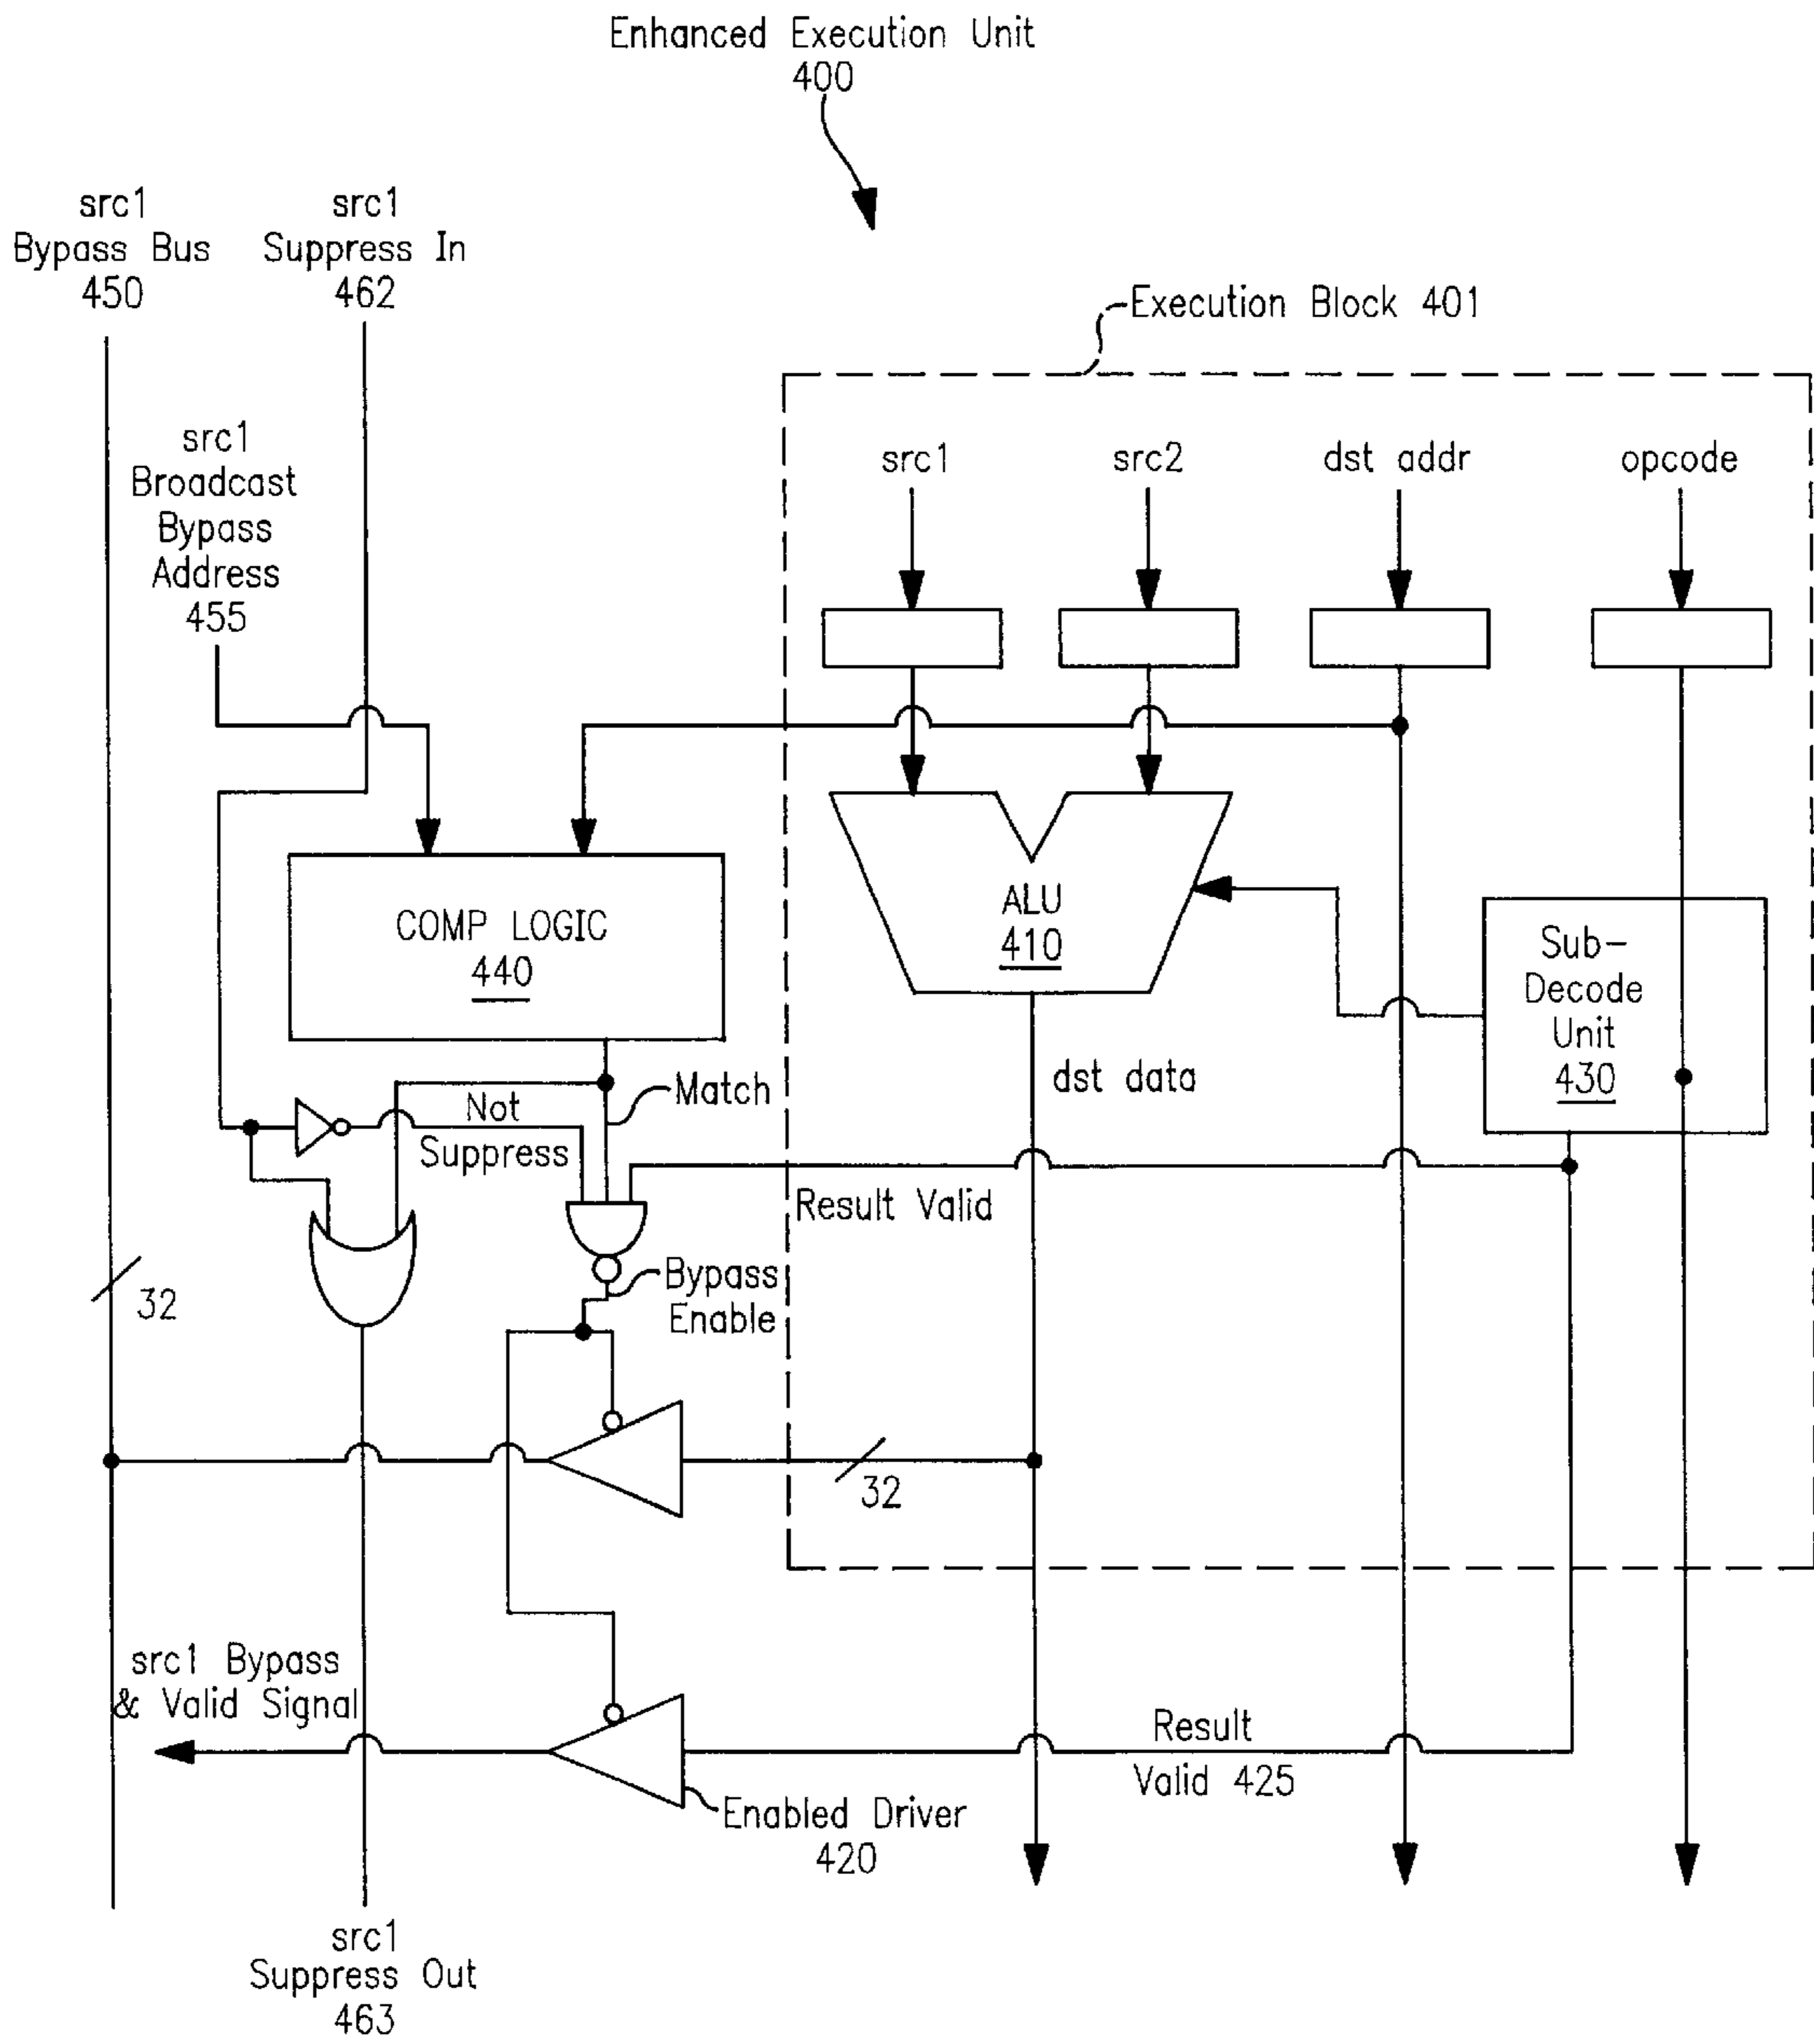 Enhanced Execution Unit
400
src1
Bypass Bus
450
src1
Suppress In
462
Execution Block 401
src1
Broadcast
Bypass
Address
455
src1
src2
dst addr
opcode
COMP LOGIC
440
ALU
410
Sub-
Decode
Unit
430
dst data
Match
Not
Suppress
Result Valid
Bypass
Enable
32
32
src1 Bypass
& Valid Signal
Result
Valid 425
Enabled Driver
420
src1
Suppress Out
463